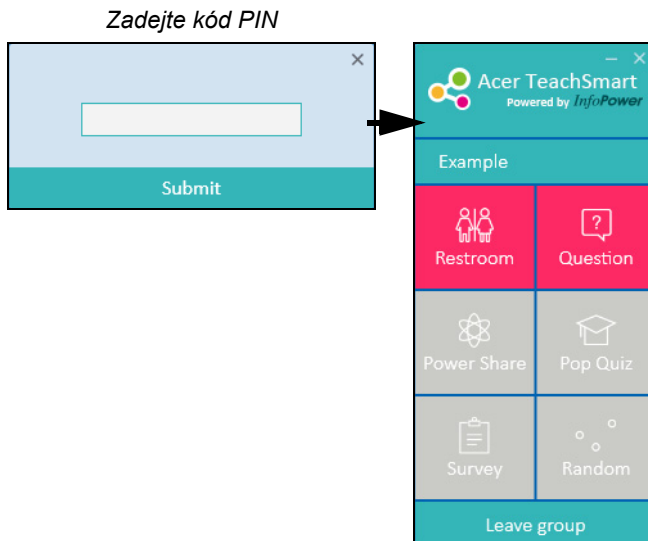 Zadejte kód PIN
Submit
Acer TeachSmart
Powered by InfoPower
Example
Restroom
Question
Power Share
Pop Quiz
Survey
Random
Leave group